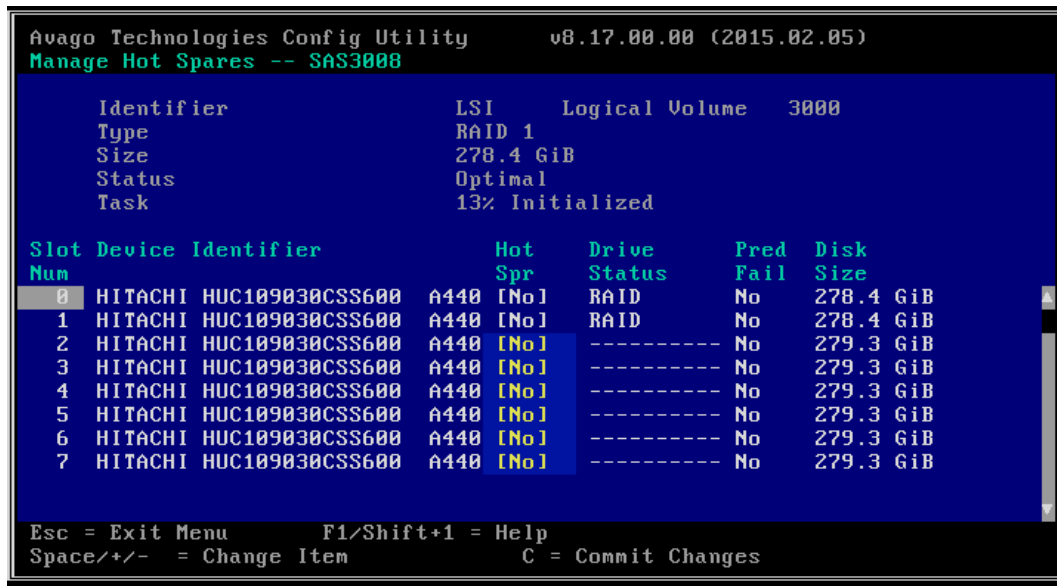 Avago Technologies Config Utility v8.17.00.00 (2015.02.05)
Manage Hot Spares -- SAS3008
Identifier LSI Logical Volume 3000
Type RAID 1
Size 278.4 GiB
Status Optimal
Task 13% Initialized
Slot Device Identifier Hot Drive Pred Disk
Num Spr Status Fail Size
0 HITACHI HUC109030CSS600 A440 [No] RAID No 278.4 GiB
1 HITACHI HUC109030CSS600 A440 [No] RAID No 278.4 GiB
2 HITACHI HUC109030CSS600 A440 [No] ---------- No 279.3 GiB
3 HITACHI HUC109030CSS600 A440 [No] ---------- No 279.3 GiB
4 HITACHI HUC109030CSS600 A440 [No] ---------- No 279.3 GiB
5 HITACHI HUC109030CSS600 A440 [No] ---------- No 279.3 GiB
6 HITACHI HUC109030CSS600 A440 [No] ---------- No 279.3 GiB
7 HITACHI HUC109030CSS600 A440 [No] ---------- No 279.3 GiB
Esc = Exit Menu F1/Shift+1 = Help
Space/+/- = Change Item C = Commit Changes